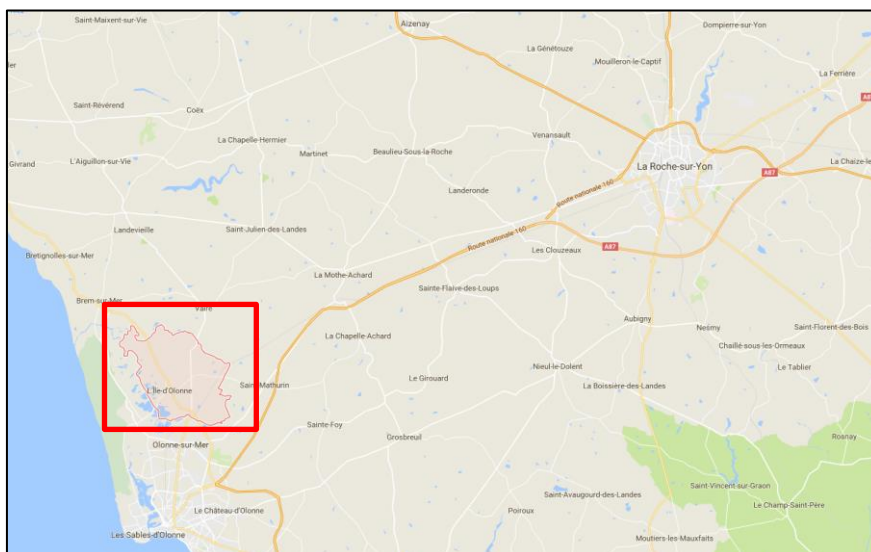 Saint-Maixent-sur-Vie
Aizenay
Dompierre-sur-Yon
La Génétouze
Mouilleron-le-Captif
La Ferrière
A87
Saint-Révérend
Coëx
La Chapelle-Hermier
Venansault
Givrand
L'Aiguillon-sur-Vie
Martinet
Beaulieu-Sous-la-Roche
La Roche-sur-Yon
La Chaize-le-
A87
Landeronde
Route nationale 160
Landevieille
Saint-Julien-des-Landes
Route nationale 160
A87
Les Clouzeaux
Bretignolles-sur-Mer
La Mothe-Achard
Sainte-Flaive-des-Loups
Brem-sur-Mer
Vairé
Aubigny
Nesmy
Saint-Florent-des-Bois
La Chapelle-Achard
Chaillé-sous-les-Ormeaux
Nieul-le-Dolent
Le Tablier
L'Île-d'Olonne
Saint-Mathurin
Le Girouard
La Boissière-des-Landes
Sainte-Foy
Grosbreuil
Rosnay
Olonne-sur-Mer
Saint-Vincent-sur-Graon
Saint-Avaugourd-des-Landes
Le Château-d'Olonne
Poiroux
Le Champ-Saint-Père
Les Sables-d'Olonne
Moutiers-les-Mauxfaits